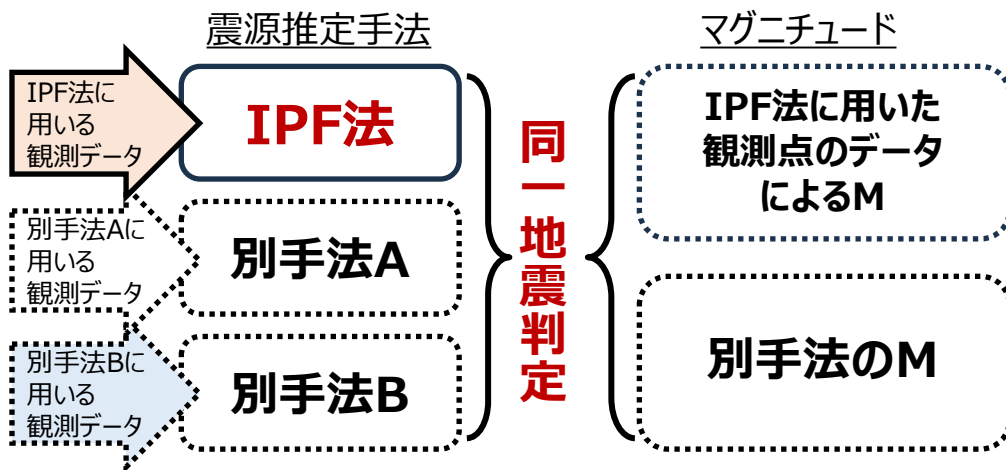 震源推定手法
マグニチュード
IPF法に
用いる
観測データ
IPF法
別手法Aに
用いる
観測データ
別手法A
別手法Bに
用いる
観測データ
別手法B
同一地震判定
IPF法に用いた
観測点のデータ
によるM
別手法のM